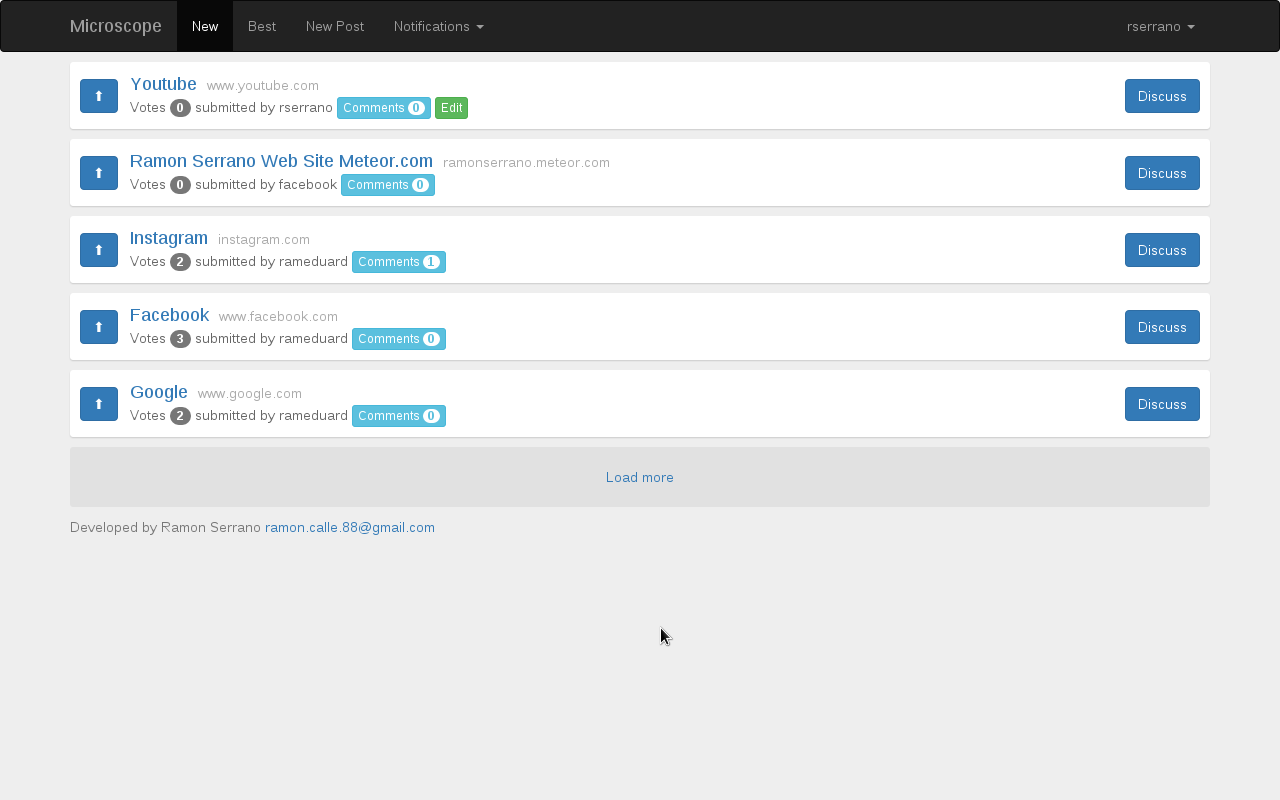 Microscope New Best New Post Notifications rserrano
Youtube www.youtube.com
⬆ Discuss
Votes 0 submitted by rserrano Comments 0 Edit
Ramon Serrano Web Site Meteor.com ramonserrano.meteor.com
⬆ Discuss
Votes 0 submitted by facebook Comments 0
Instagram instagram.com
⬆ Discuss
Votes 2 submitted by rameduard Comments 1
Facebook www.facebook.com
⬆ Discuss
Votes 3 submitted by rameduard Comments 0
Google www.google.com
⬆ Discuss
Votes 2 submitted by rameduard Comments 0
Load more
Developed by Ramon Serrano ramon.calle.88@gmail.com